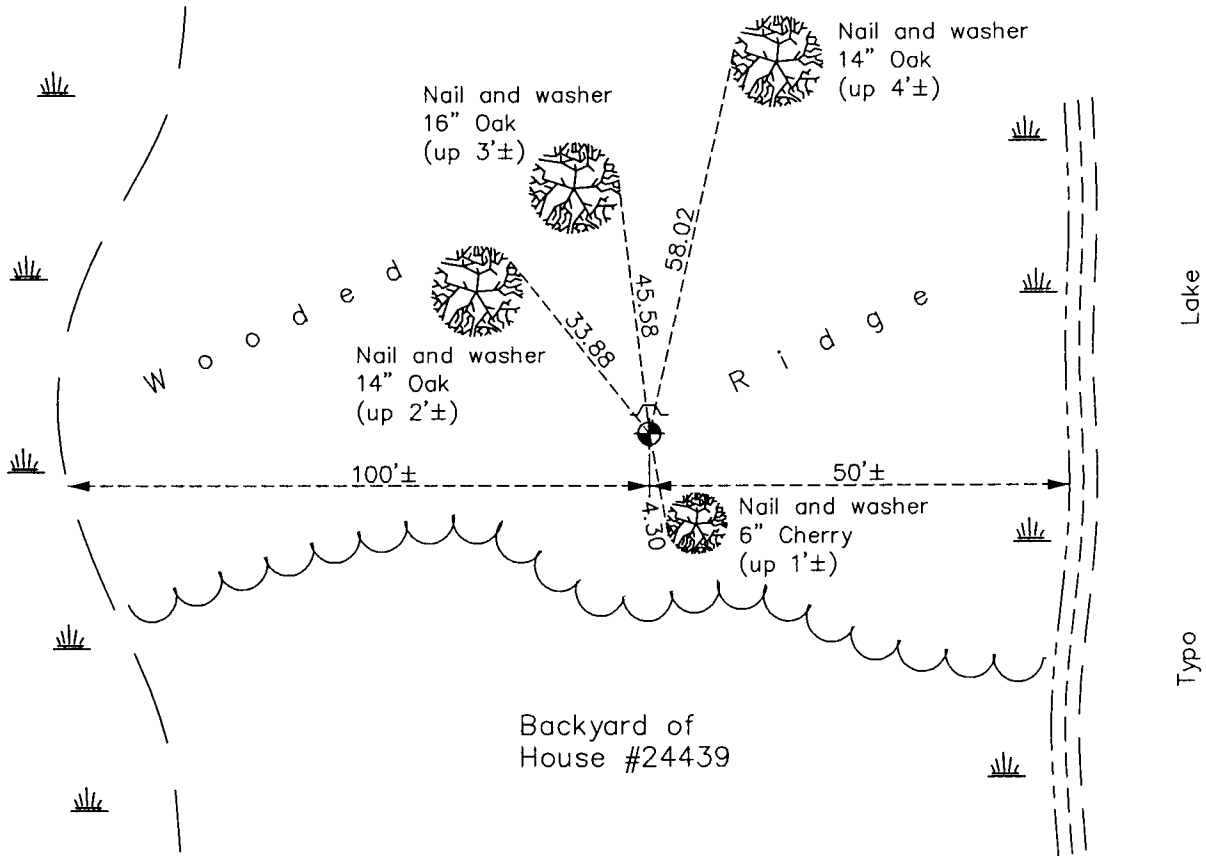 Nail and washer
14" Oak
(up 4'±)
Nail and washer
16" Oak
(up 3'±)
58.02
45.58
33.88
Wooded
Ridge
Lake
Nail and washer
14" Oak
(up 2'±)
100'±
50'±
4.30
Nail and washer
6" Cherry
(up 1'±)
Typo
Backyard of
House #24439